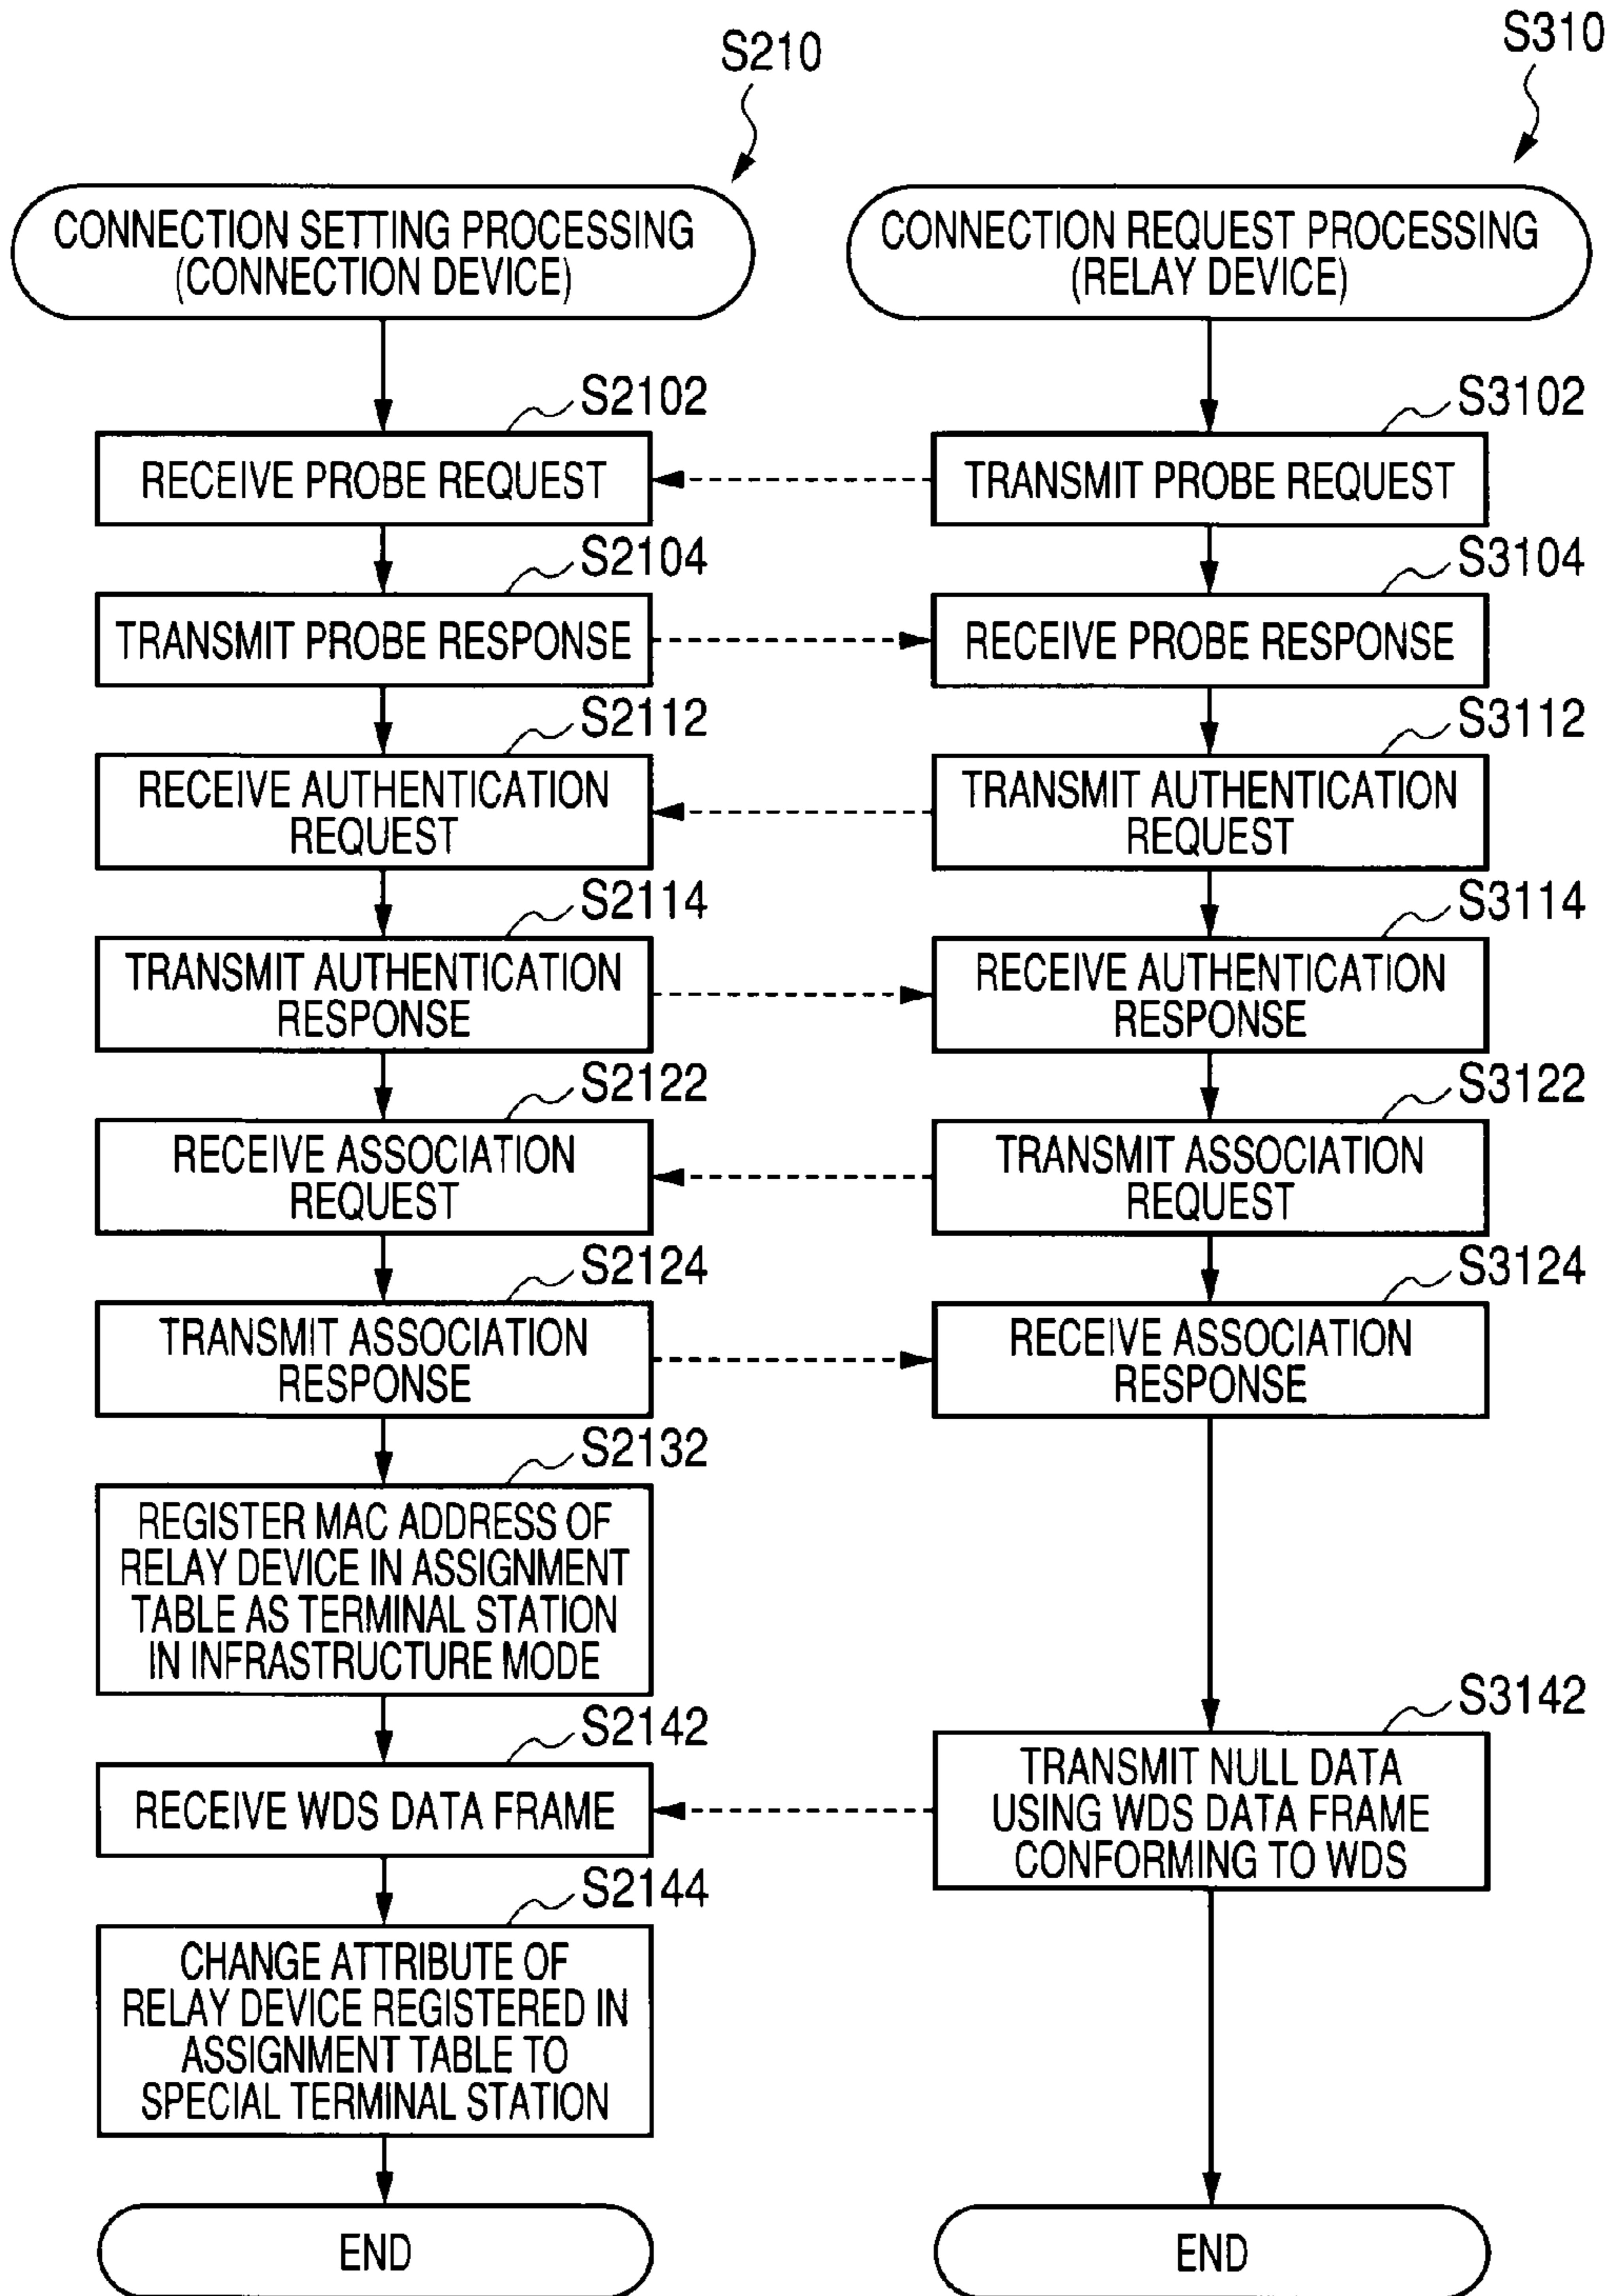 S210
S310
CONNECTION SETTING PROCESSING
(CONNECTION DEVICE)
CONNECTION REQUEST PROCESSING
(RELAY DEVICE)
S2102
RECEIVE PROBE REQUEST
S3102
TRANSMIT PROBE REQUEST
S2104
TRANSMIT PROBE RESPONSE
S3104
RECEIVE PROBE RESPONSE
S2112
RECEIVE AUTHENTICATION
REQUEST
S3112
TRANSMIT AUTHENTICATION
REQUEST
S2114
TRANSMIT AUTHENTICATION
RESPONSE
S3114
RECEIVE AUTHENTICATION
RESPONSE
S2122
RECEIVE ASSOCIATION
REQUEST
S3122
TRANSMIT ASSOCIATION
REQUEST
S2124
TRANSMIT ASSOCIATION
RESPONSE
S3124
RECEIVE ASSOCIATION
RESPONSE
S2132
REGISTER MAC ADDRESS OF
RELAY DEVICE IN ASSIGNMENT
TABLE AS TERMINAL STATION
IN INFRASTRUCTURE MODE
S2142
RECEIVE WDS DATA FRAME
S3142
TRANSMIT NULL DATA
USING WDS DATA FRAME
CONFORMING TO WDS
S2144
CHANGE ATTRIBUTE OF
RELAY DEVICE REGISTERED IN
ASSIGNMENT TABLE TO
SPECIAL TERMINAL STATION
END
END